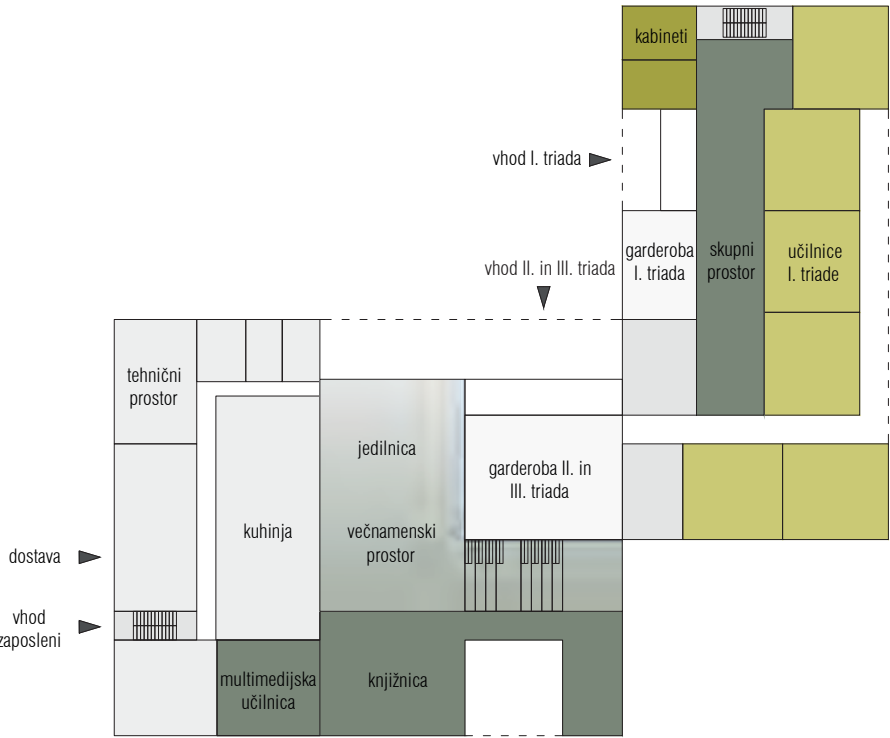 kabineti
vhod I. triada
garderoba
I. triada
skupni
prostor
učilnice
I. triade
vhod II. in III. triada
tehnični
prostor
jedilnica
garderoba II. in
III. triada
kuhinja
večnamenski
prostor
dostava
vhod
zaposleni
multimedijska
učilnica
knjižnica